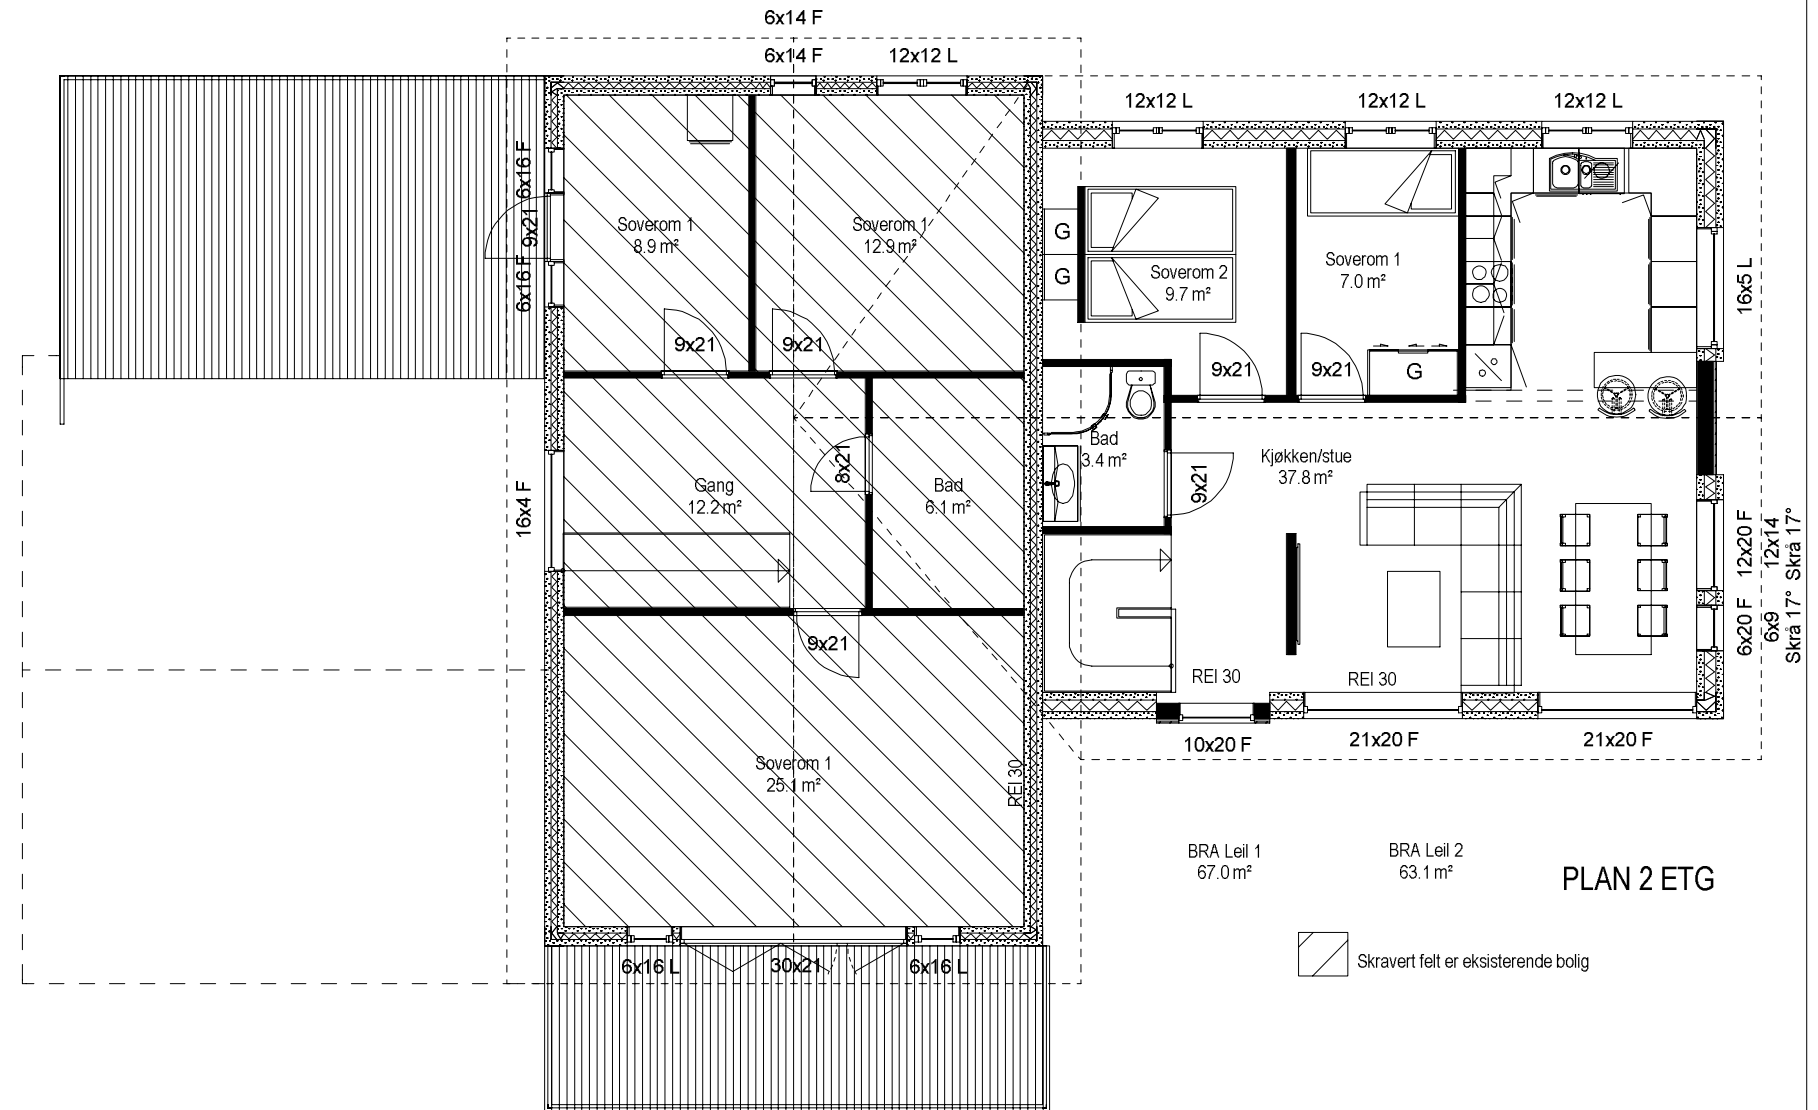 6x14 F
6x14 F
12x12 L
12x12 L
12x12 L
12x12 L
6x16 F
9x21
6x16 F
Soverom 1
8.9 m²
Soverom 1
12.9 m²
G
G
Soverom 2
9.7 m²
Soverom 1
7.0 m²
16x5 L
9x21
9x21
9x21
9x21
G
16x4 F
Gang
12.2 m²
8x21
Bad
6.1 m²
Bad
3.4 m²
9x21
Kjøkken/stue
37.8 m²
12x20 F
12x14
Skrå 17°
6x20 F
6x9
Skrå 17°
9x21
REI 30
REI 30
10x20 F
21x20 F
21x20 F
Soverom 1
25.1 m²
REI 30
BRA Leil 1
67.0 m²
BRA Leil 2
63.1 m²
PLAN 2 ETG
6x16 L
30x21
6x16 L
Skravert felt er eksisterende bolig